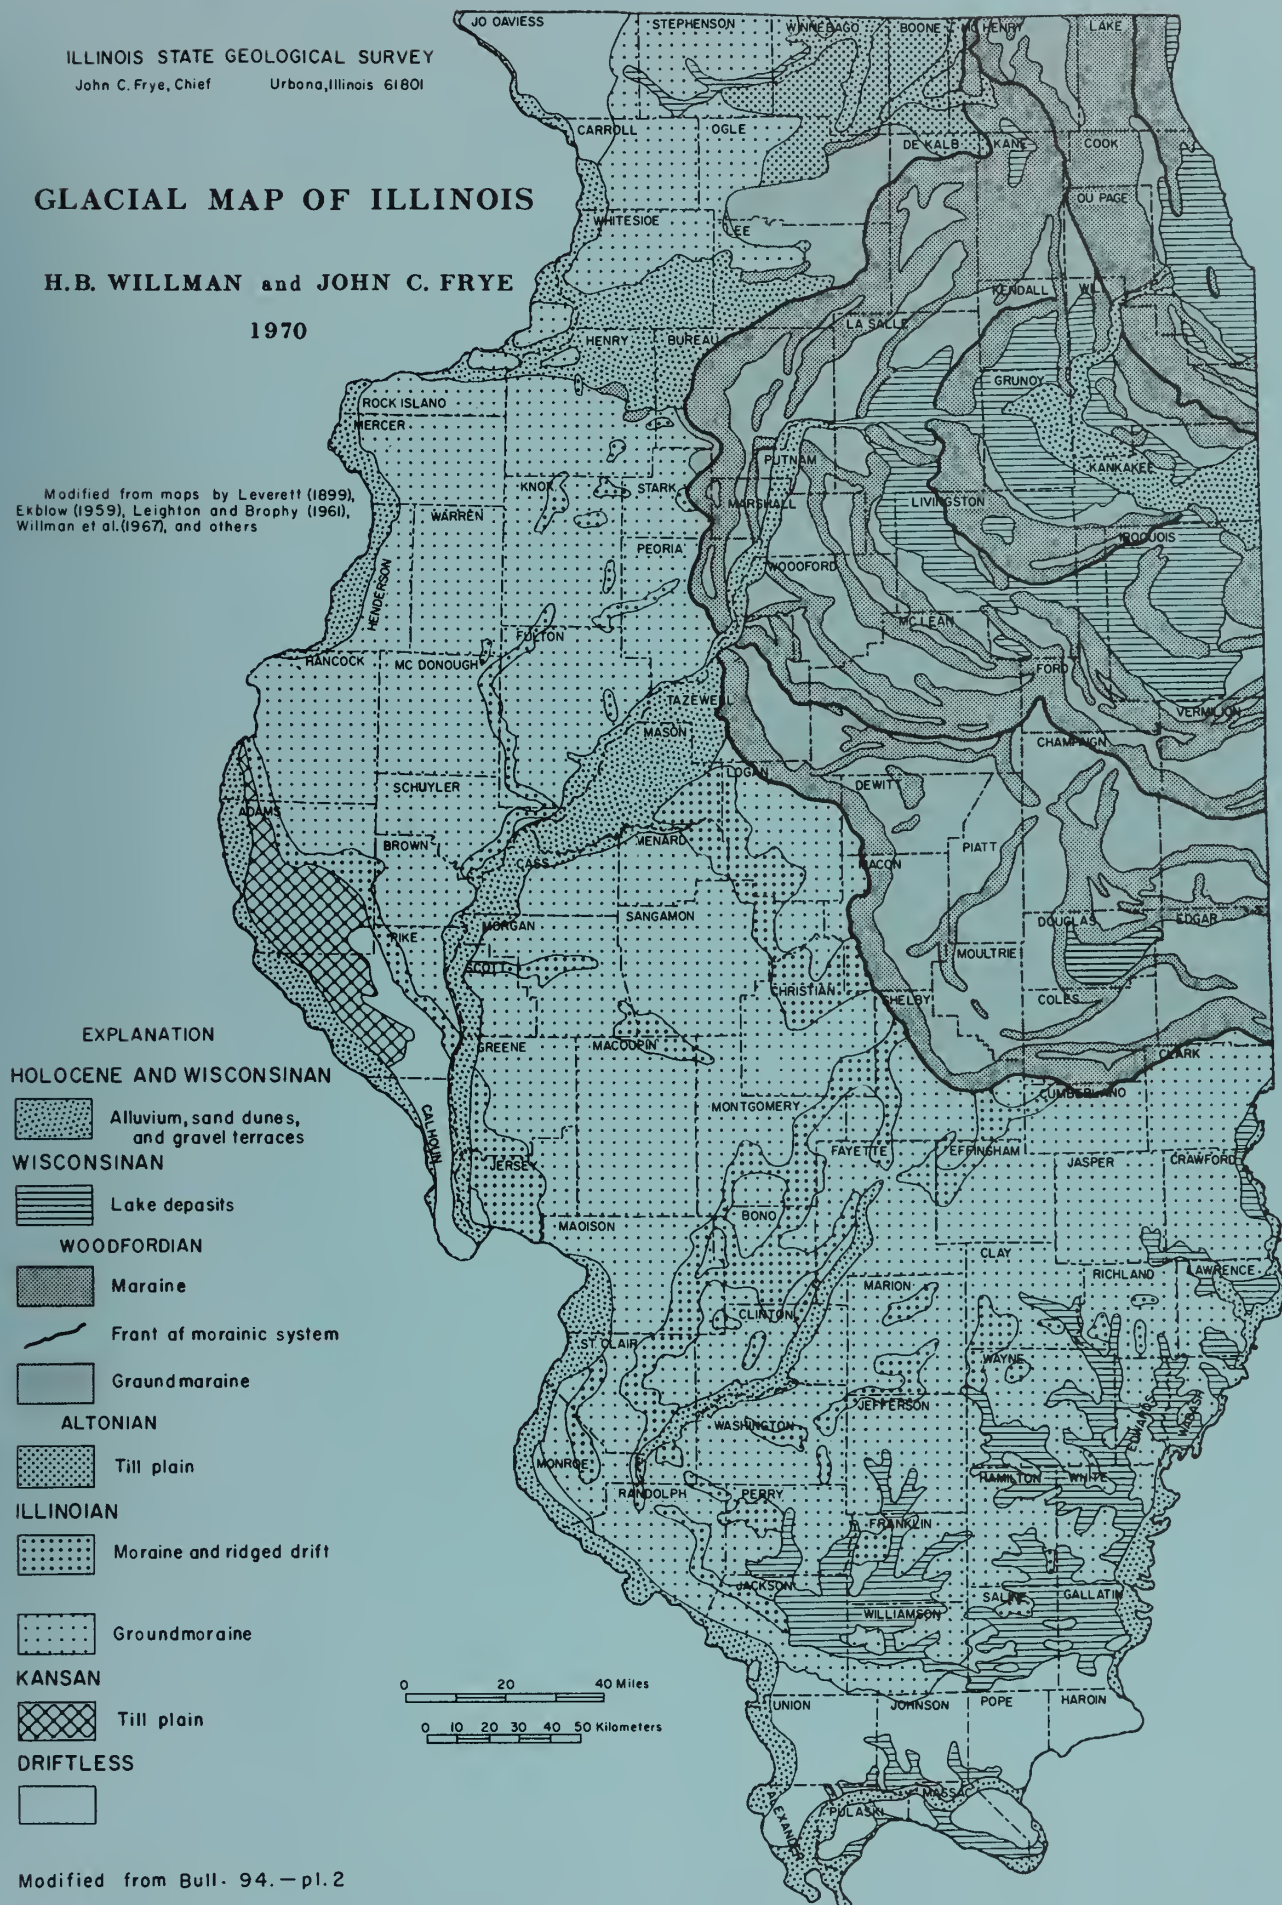 ILLINOIS STATE GEOLOGICAL SURVEY
John C. Frye, Chief Urbona, Illinois 61801
GLACIAL MAP OF ILLINOIS
H.B. WILLMAN and JOHN C. FRYE
1970
Modified from mops by Leverett (1899),
Ekblow (1959), Leighton and Brophy (1961),
Willman et al. (1967), and others
JO DAVIESS
STEPHENSON
WINNEBAGO
BOONE
MC HENRY
LAKE
CARROLL
OGLE
DE KALB
KANE
COOK
DU PAGE
WHITESIDE
LEE
KENDALL
WILL
LA SALLE
HENRY
BUREAU
GRUNDY
ROCK ISLAND
MERCER
PUTNAM
KANKAKEE
KNOX
STARK
MARSHALL
LIVINGSTON
WARREN
IROQUOIS
PEORIA
WOODFORD
HENDERSON
MC LEAN
FULTON
HANCOCK
MC DONOUGH
FORD
TAZEWELL
VERMILION
MASON
CHAMPAIGN
LOGAN
DEWITT
SCHUYLER
ADAMS
BROWN
MENARD
PIATT
CASS
MACON
SANGAMON
MORGAN
DOUGLAS
EDGAR
PIKE
MOULTRIE
SCOTT
CHRISTIAN
SHELBY
COLES
GREENE
MACOUPIN
CLARK
CUMBERLAND
MONTGOMERY
CALHOUN
FAYETTE
EFFINGHAM
JASPER
CRAWFORD
JERSEY
BOND
MADISON
CLAY
RICHLAND
LAWRENCE
MARION
CLINTON
ST CLAIR
WAYNE
EDWARDS
WABASH
JEFFERSON
WASHINGTON
MONROE
HAMILTON
WHITE
RANDOLPH
PERRY
FRANKLIN
JACKSON
SALINE
GALLATIN
WILLIAMSON
UNION
JOHNSON
POPE
HARDIN
ALEXANDER
PULASKI
MASSAC
EXPLANATION
HOLOCENE AND WISCONSINAN
Alluvium, sand dunes,
and gravel terraces
WISCONSINAN
Lake deposits
WOODFORDIAN
Maraine
Frant af morainic system
Graundmaraine
ALTONIAN
Till plain
ILLINOIAN
Moraine and ridged drift
Groundmoraine
KANSAN
Till plain
DRIFTLESS
0 20 40 Miles
0 10 20 30 40 50 Kilometers
Modified from Bull. 94.—pl. 2